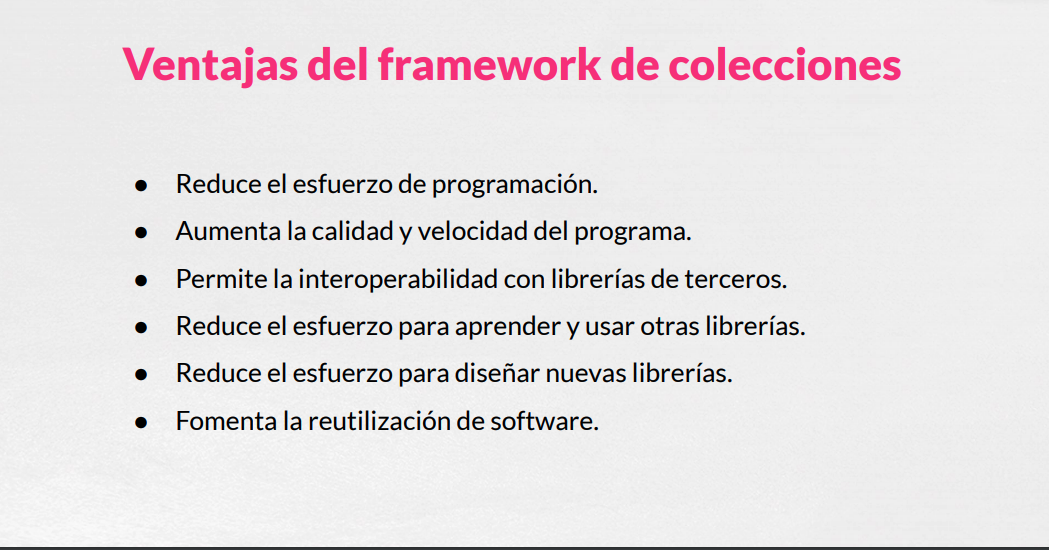 Ventajas del framework de colecciones
● Reduce el esfuerzo de programación.
● Aumenta la calidad y velocidad del programa.
● Permite la interoperabilidad con librerías de terceros.
● Reduce el esfuerzo para aprender y usar otras librerías.
● Reduce el esfuerzo para diseñar nuevas librerías.
● Fomenta la reutilización de software.